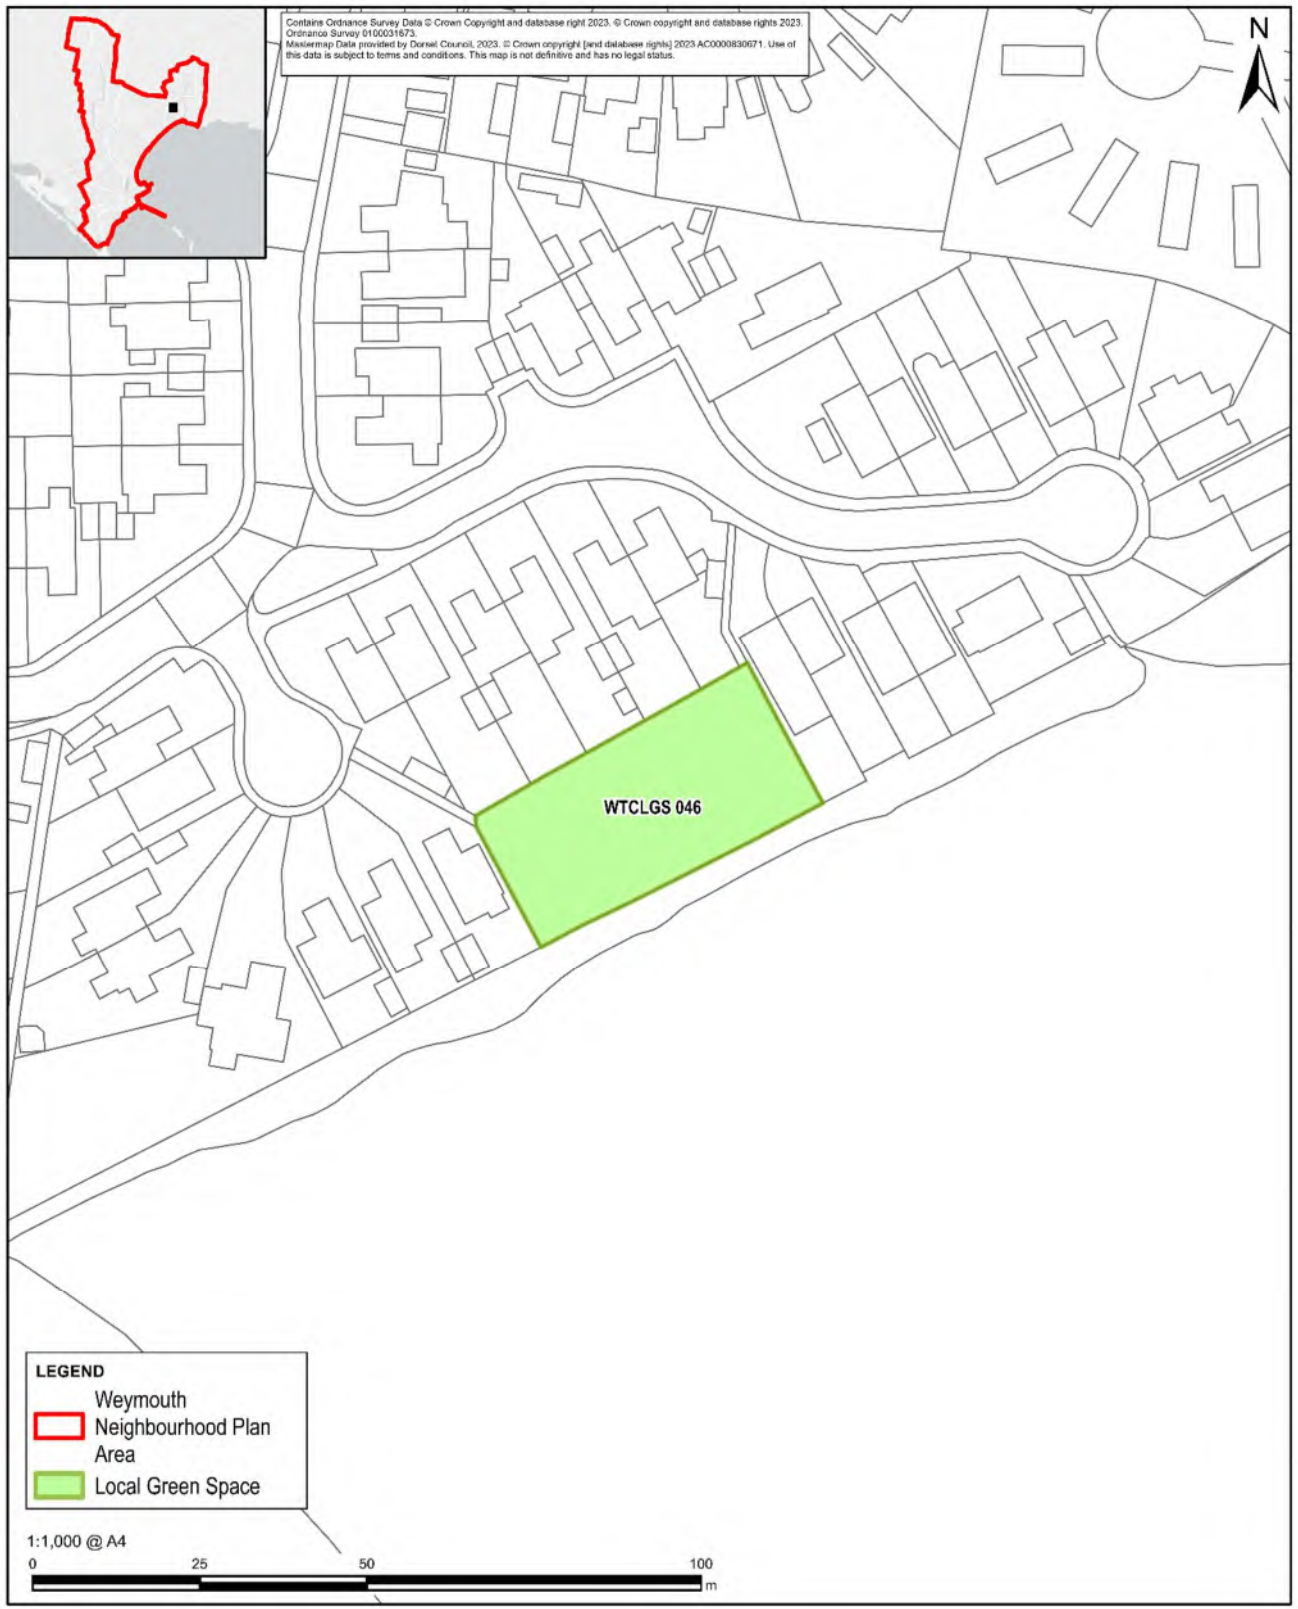 Contains Ordnance Survey Data © Crown Copyright and database right 2023. © Crown copyright and database rights 2023.
Ordnance Survey 0100031673.
Mastermap Data provided by Dorset Council, 2023. © Crown copyright [and database rights] 2023 AC0000830671. Use of
this data is subject to terms and conditions. This map is not definitive and has no legal status.
N
WTCLGS 046
LEGEND
Weymouth
Neighbourhood Plan
Area
Local Green Space
1:1,000 @ A4
0 25 50 100
m